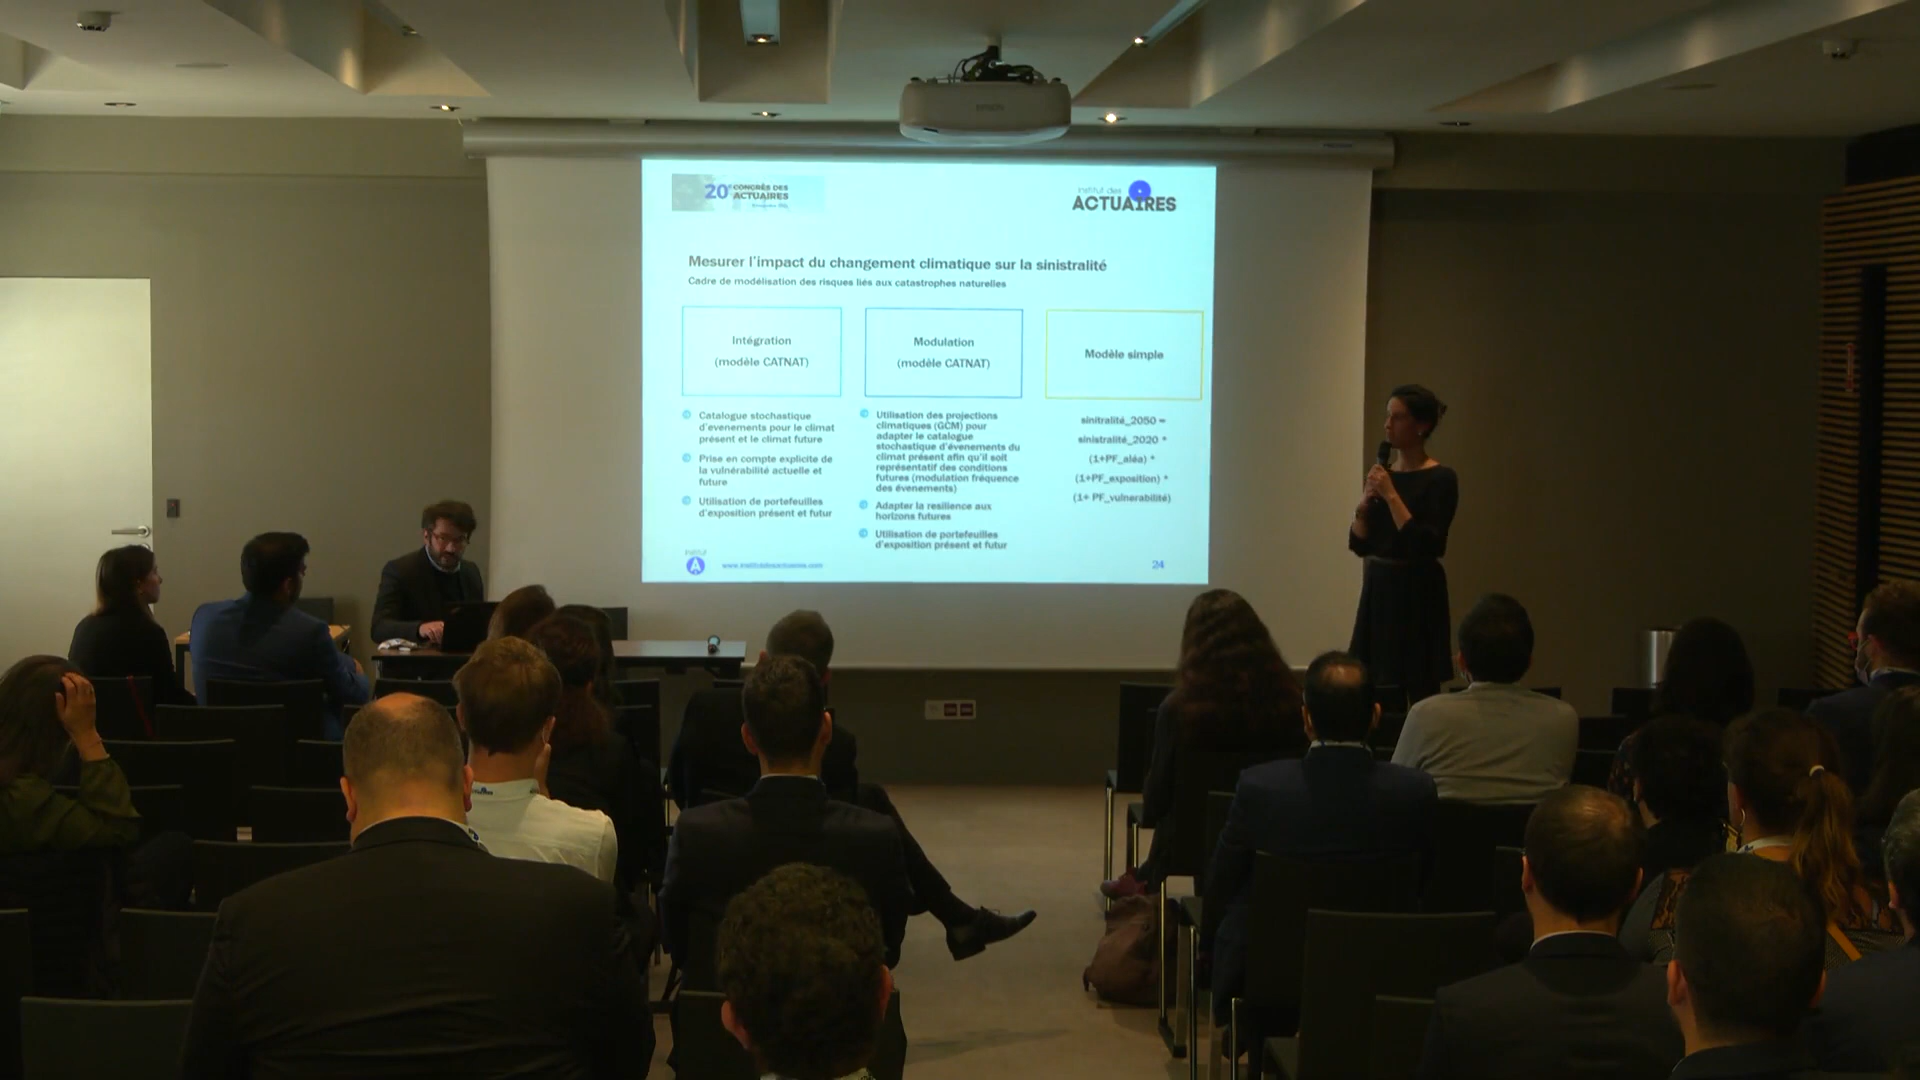 EPSON
20e CONGRÈS DES
ACTUAIRES
Institut des
ACTUAIRES
Mesurer l'impact du changement climatique sur la sinistralité
Cadre de modélisation des risques liés aux catastrophes naturelles
Intégration
(modèle CATNAT)
Catalogue stochastique
d'evenements pour le climat
présent et le climat future
Prise en compte explicite de
la vulnérabilité actuelle et
future
Utilisation de portefeuilles
d'exposition présent et futur
Modulation
(modèle CATNAT)
Utilisation des projections
climatiques (GCM) pour
adapter le catalogue
stochastique d'évenements du
climat présent afin qu'il soit
représentatif des conditions
futures (modulation fréquence
des évenements)
Adapter la resilience aux
horizons futures
Utilisation de portefeuilles
d'exposition présent et futur
Modèle simple
sinitralité_2050 =
sinistralité_2020 *
(1+PF_aléa) *
(1+PF_exposition) *
(1+ PF_vulnerabilité)
Institut
A
www.institutdesactuaires.com
24